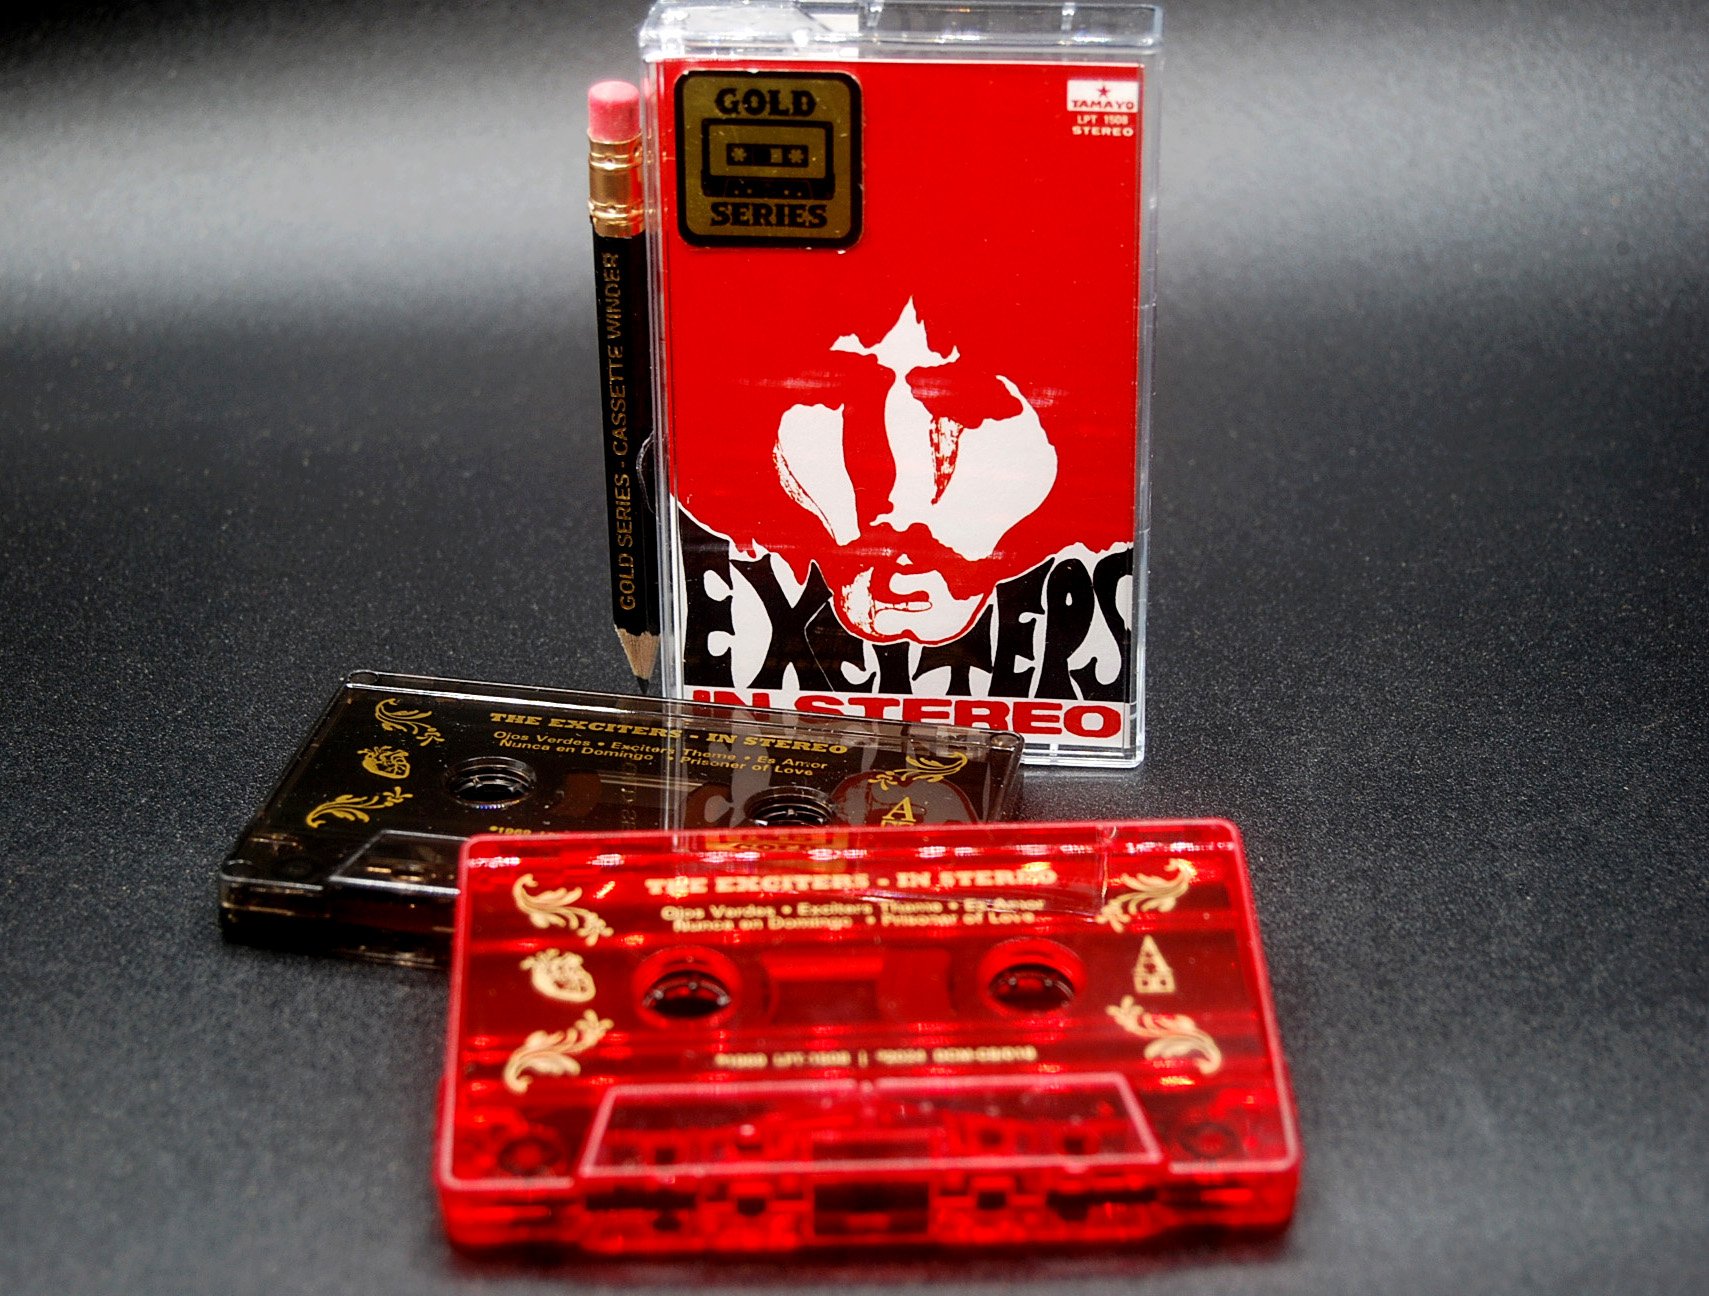 GOLD
SERIES
TAMAYO
LPT 1508
STEREO
GOLD SERIES - CASSETTE WINDER
EXCITERS
IN STEREO
THE EXCITERS - IN STEREO
Ojos Verdes • Exciters Theme • Es Amor
Nunca en Domingo • Prisoner of Love
A
THE EXCITERS - IN STEREO
Ojos Verdes • Exciters Theme • Es Amor
Nunca en Domingo • Prisoner of Love
A